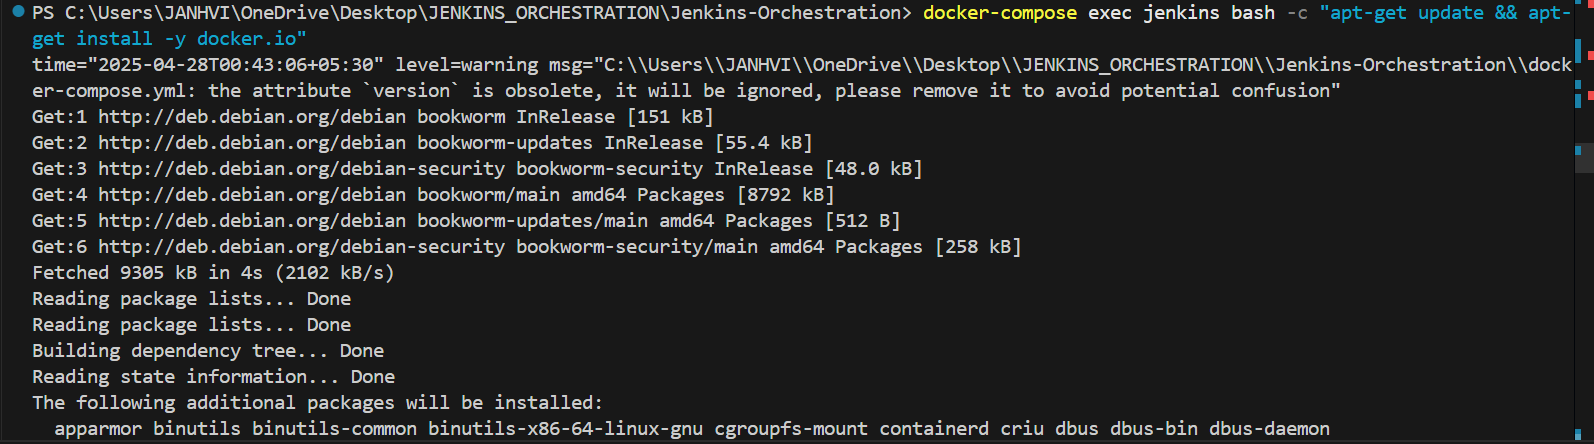 PS C:\Users\JANHVI\OneDrive\Desktop\JENKINS_ORCHESTRATION\Jenkins-Orchestration> docker-compose exec jenkins bash -c "apt-get update && apt-
get install -y docker.io"
time="2025-04-28T00:43:06+05:30" level=warning msg="C:\\Users\\JANHVI\\OneDrive\\Desktop\\JENKINS_ORCHESTRATION\\Jenkins-Orchestration\\dock
er-compose.yml: the attribute `version` is obsolete, it will be ignored, please remove it to avoid potential confusion"
Get:1 http://deb.debian.org/debian bookworm InRelease [151 kB]
Get:2 http://deb.debian.org/debian bookworm-updates InRelease [55.4 kB]
Get:3 http://deb.debian.org/debian-security bookworm-security InRelease [48.0 kB]
Get:4 http://deb.debian.org/debian bookworm/main amd64 Packages [8792 kB]
Get:5 http://deb.debian.org/debian bookworm-updates/main amd64 Packages [512 B]
Get:6 http://deb.debian.org/debian-security bookworm-security/main amd64 Packages [258 kB]
Fetched 9305 kB in 4s (2102 kB/s)
Reading package lists... Done
Reading package lists... Done
Building dependency tree... Done
Reading state information... Done
The following additional packages will be installed:
  apparmor binutils binutils-common binutils-x86-64-linux-gnu cgroupfs-mount containerd criu dbus dbus-bin dbus-daemon